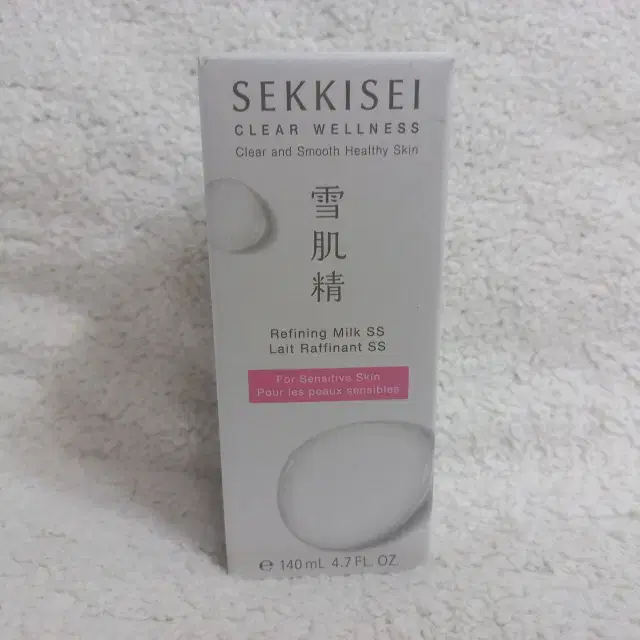 SEKKISEI
CLEAR WELLNESS
Clear and Smooth Healthy Skin
雪
肌
精
Refining Milk SS
Lait Raffinant SS
For Sensitive Skin
Pour les peaux sensibles
℮ 140 mL 4.7 FL. OZ.